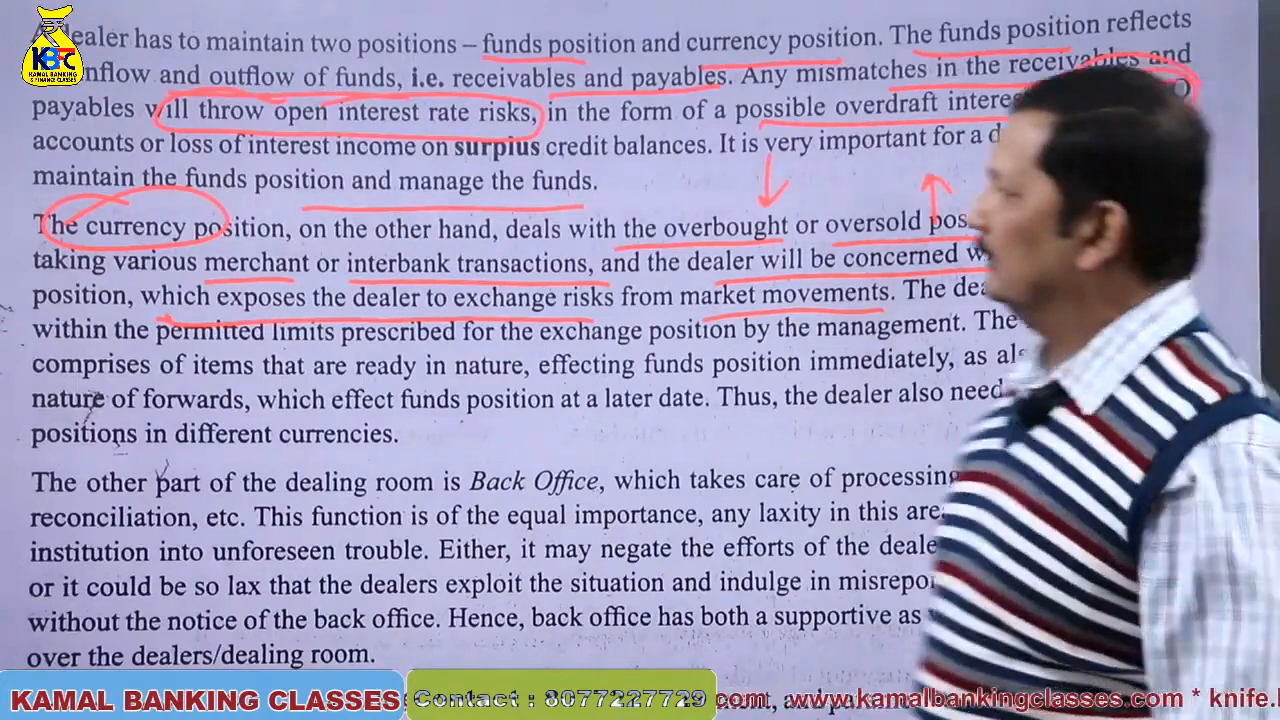 KBC
KAMAL BANKING
& FINANCE CLASSES
dealer has to maintain two positions – funds position and currency position. The funds position reflects
inflow and outflow of funds, i.e. receivables and payables. Any mismatches in the receivables and
payables will throw open interest rate risks, in the form of a possible overdraft
accounts or loss of interest income on surplus credit balances. It is very important for a
maintain the funds position and manage the funds.
The currency position, on the other hand, deals with the overbought or oversold
taking various merchant or interbank transactions, and the dealer will be concerned
position, which exposes the dealer to exchange risks from market movements. The
within the permitted limits prescribed for the exchange position by the management. The
comprises of items that are ready in nature, effecting funds position immediately, as
nature of forwards, which effect funds position at a later date. Thus, the dealer also need
positions in different currencies.
The other part of the dealing room is Back Office, which takes care of processing
reconciliation, etc. This function is of the equal importance, any laxity in this
institution into unforeseen trouble. Either, it may negate the efforts of the
or it could be so lax that the dealers exploit the situation and indulge in
without the notice of the back office. Hence, back office has both a supportive as
over the dealers/dealing room.
KAMAL BANKING CLASSES Contact : 8077227729 com www.kamalbankingclasses.com * knife.